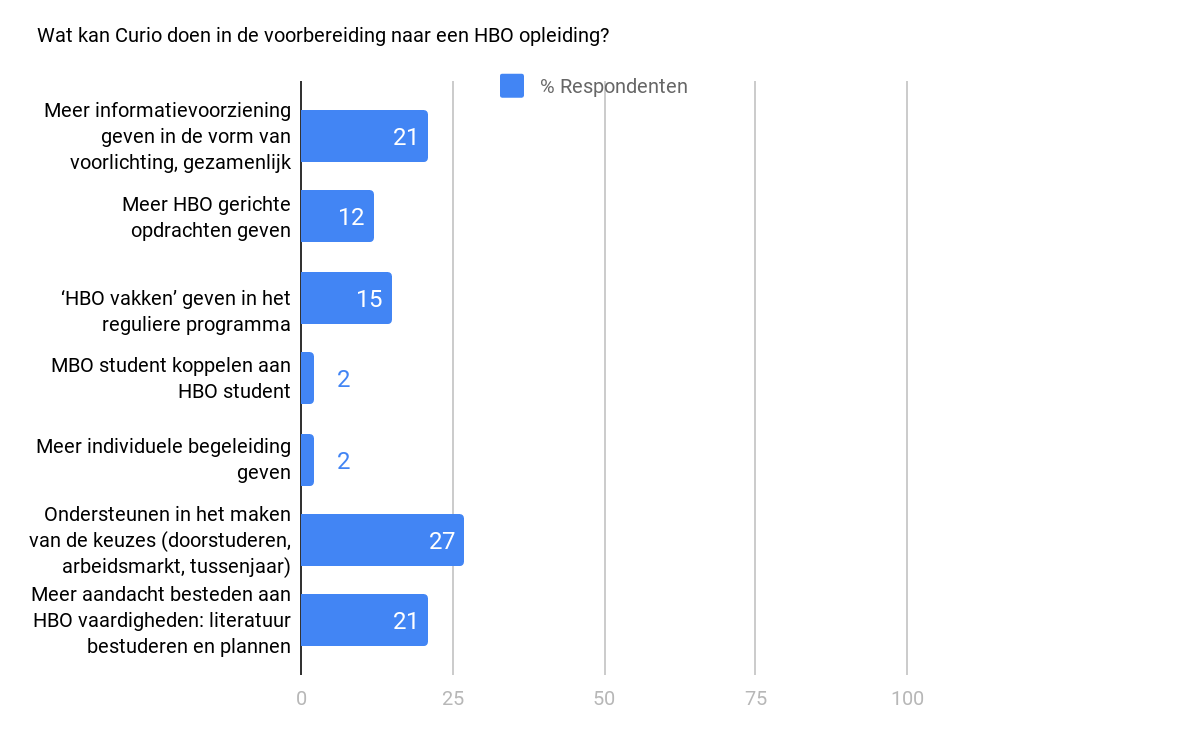 Wat kan Curio doen in de voorbereiding naar een HBO opleiding?
% Respondenten
Meer informatievoorziening
geven in de vorm van
voorlichting, gezamenlijk
21
Meer HBO gerichte
opdrachten geven
12
‘HBO vakken’ geven in het
reguliere programma
15
MBO student koppelen aan
HBO student
2
Meer individuele begeleiding
geven
2
Ondersteunen in het maken
van de keuzes (doorstuderen,
arbeidsmarkt, tussenjaar)
27
Meer aandacht besteden aan
HBO vaardigheden: literatuur
bestuderen en plannen
21
0 25 50 75 100